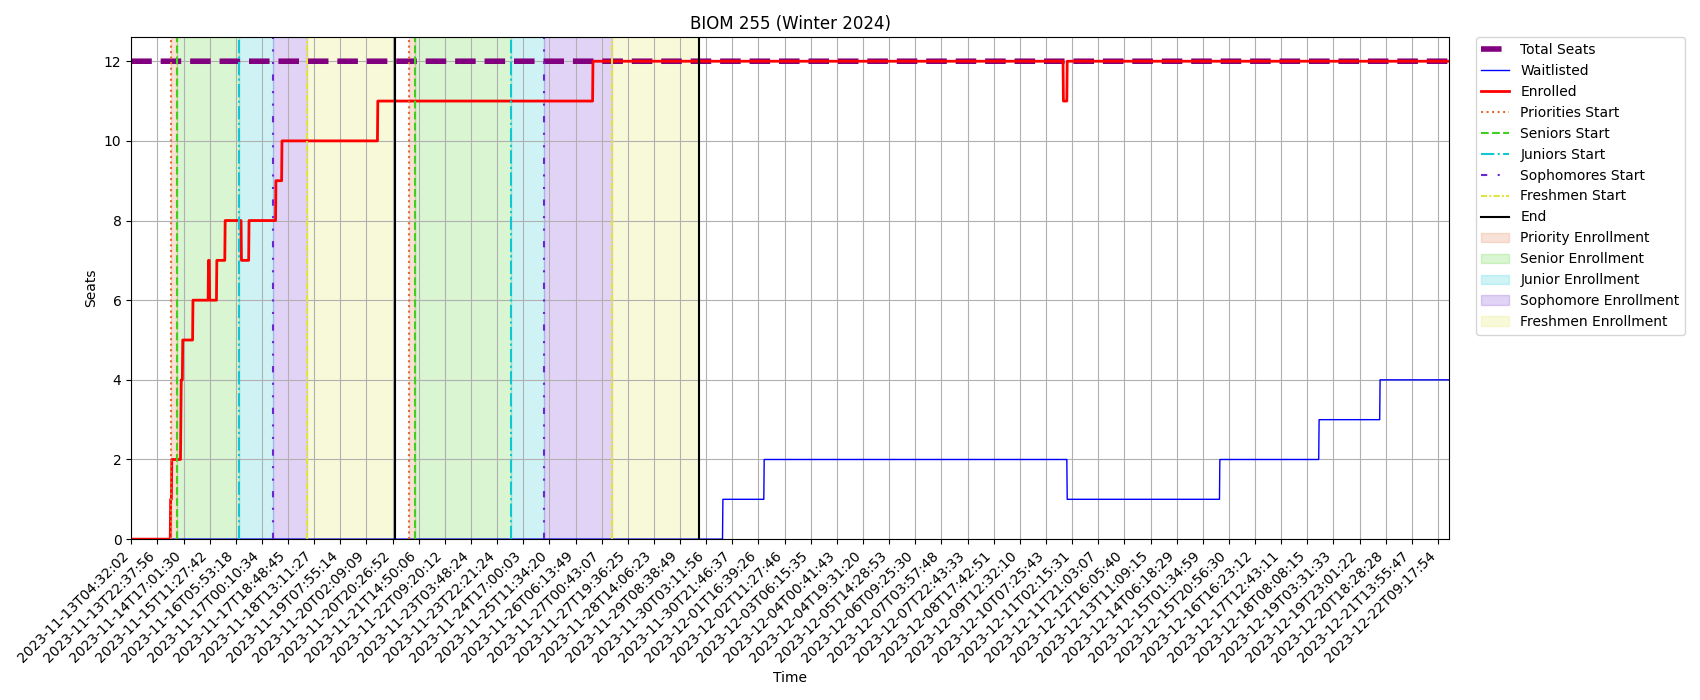 BIOM 255 (Winter 2024)
Seats
12
10
8
6
4
2
0
2023-11-13T04:32:02
2023-11-13T22:37:56
2023-11-14T17:01:30
2023-11-15T11:27:42
2023-11-16T05:53:18
2023-11-17T00:10:34
2023-11-17T18:48:45
2023-11-18T13:11:27
2023-11-19T07:55:14
2023-11-20T02:09:09
2023-11-20T20:26:52
2023-11-21T14:50:06
2023-11-22T09:20:12
2023-11-23T03:48:24
2023-11-23T22:21:24
2023-11-24T17:00:03
2023-11-25T11:34:20
2023-11-26T06:13:49
2023-11-27T00:43:07
2023-11-27T19:36:25
2023-11-28T14:06:23
2023-11-29T08:38:49
2023-11-30T03:11:56
2023-11-30T21:46:37
2023-12-01T16:39:26
2023-12-02T11:27:46
2023-12-03T06:15:35
2023-12-04T00:41:43
2023-12-04T19:31:20
2023-12-05T14:28:53
2023-12-06T09:25:30
2023-12-07T03:57:48
2023-12-07T22:43:33
2023-12-08T17:42:51
2023-12-09T12:32:10
2023-12-10T07:25:43
2023-12-11T02:15:31
2023-12-11T21:03:07
2023-12-12T16:05:40
2023-12-13T11:09:15
2023-12-14T06:18:29
2023-12-15T01:34:59
2023-12-15T20:56:30
2023-12-16T16:23:12
2023-12-17T12:43:11
2023-12-18T08:08:15
2023-12-19T03:31:33
2023-12-19T23:01:22
2023-12-20T18:28:28
2023-12-21T13:55:47
2023-12-22T09:17:54
Time
Total Seats
Waitlisted
Enrolled
Priorities Start
Seniors Start
Juniors Start
Sophomores Start
Freshmen Start
End
Priority Enrollment
Senior Enrollment
Junior Enrollment
Sophomore Enrollment
Freshmen Enrollment